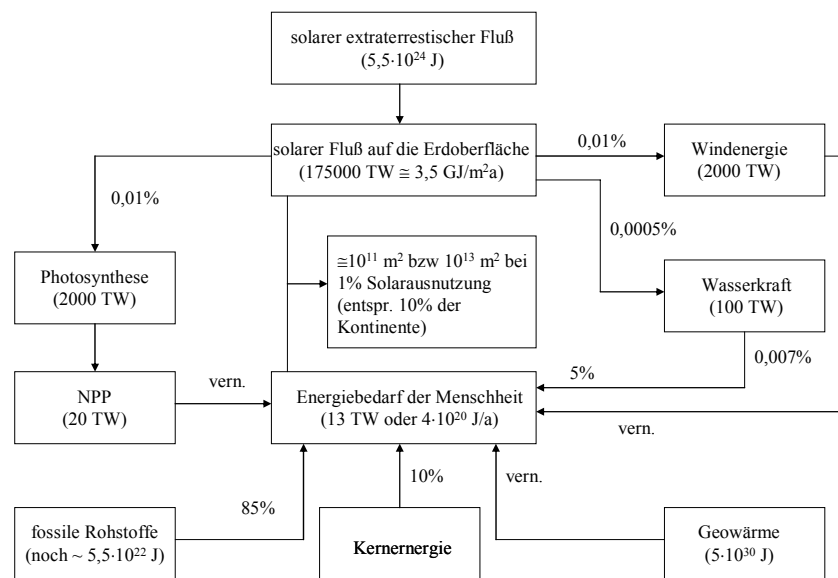 solarer extraterrestischer Fluß
(5,5·10²⁴ J)
solarer Fluß auf die Erdoberfläche
(175000 TW ≅ 3,5 GJ/m²a)
0,01%
Windenergie
(2000 TW)
0,01%
0,0005%
Photosynthese
(2000 TW)
≅10¹¹ m² bzw 10¹³ m² bei
1% Solarausnutzung
(entspr. 10% der
Kontinente)
Wasserkraft
(100 TW)
0,007%
NPP
(20 TW)
vern.
Energiebedarf der Menschheit
(13 TW oder 4·10²⁰ J/a)
5%
vern.
85%
10%
vern.
fossile Rohstoffe
(noch ~ 5,5·10²² J)
Kernernergie
Geowärme
(5·10³⁰ J)